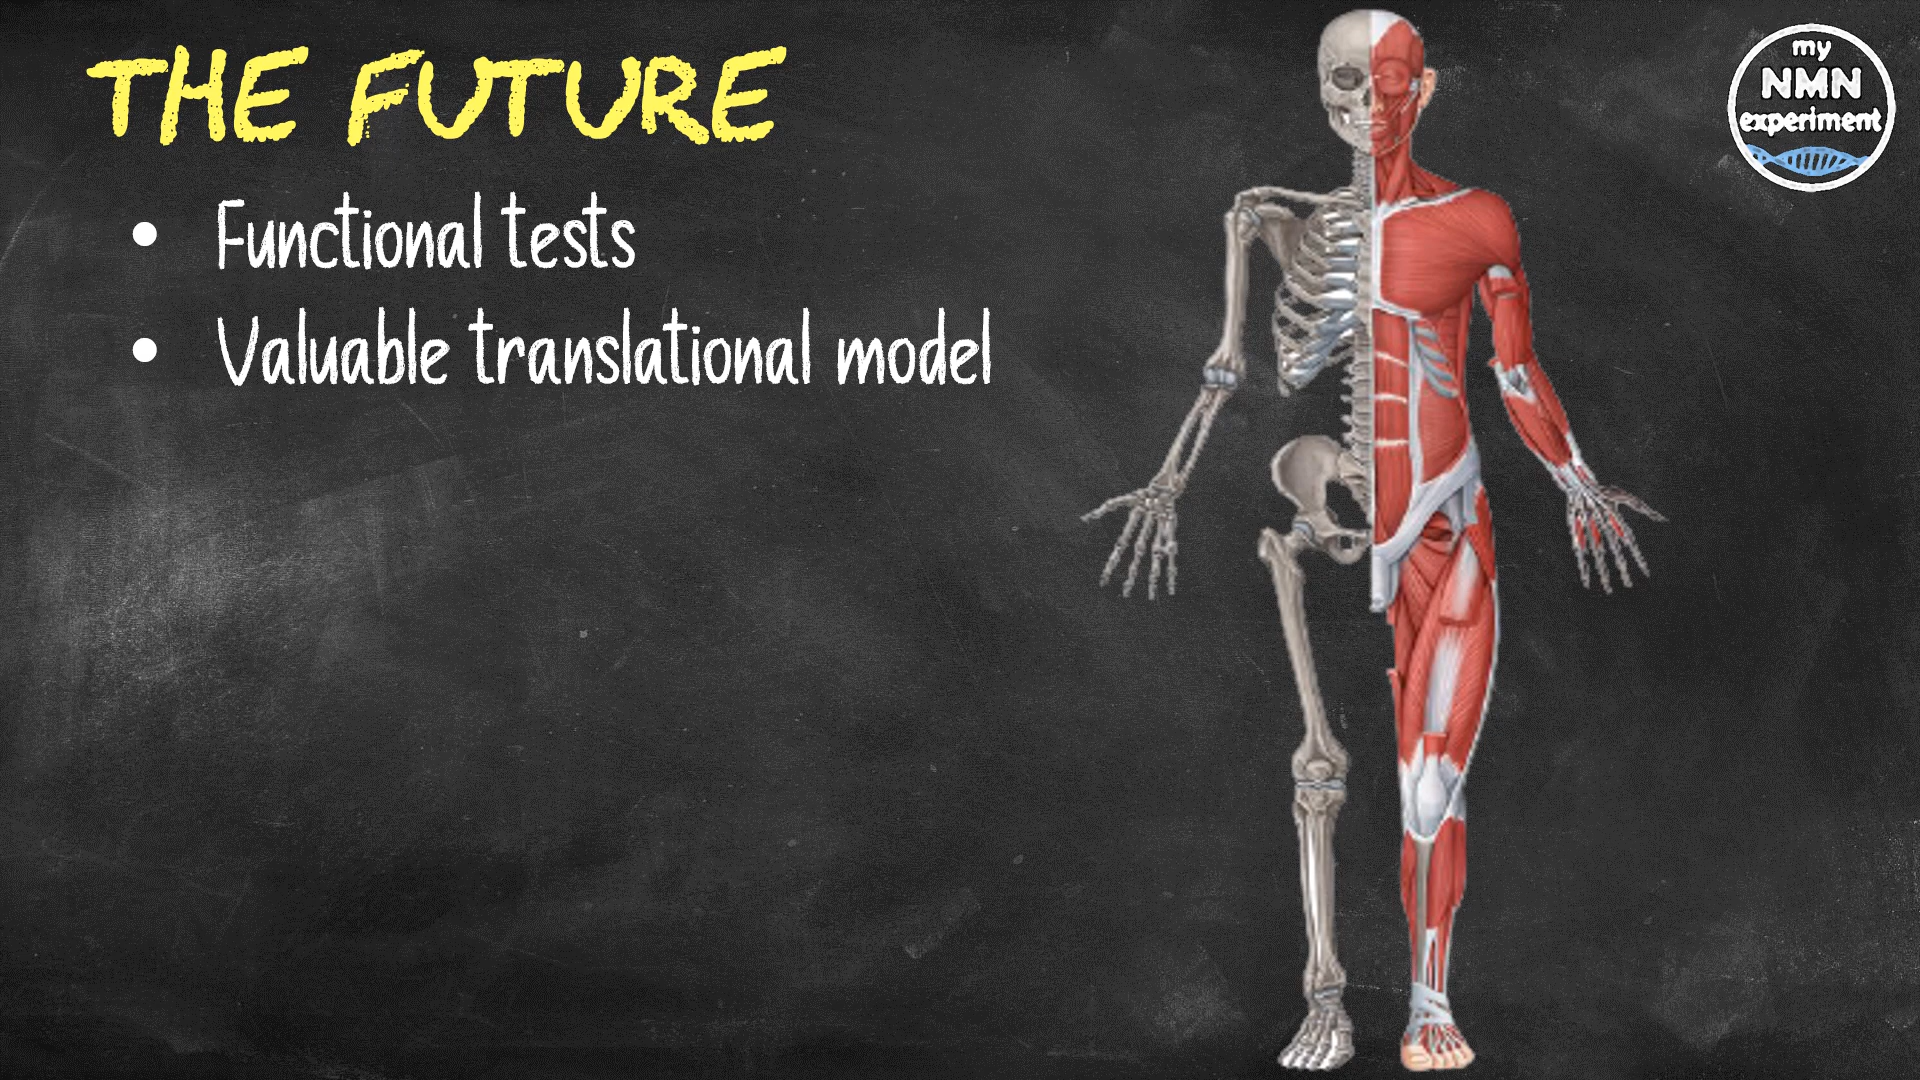 THE FUTURE
• Functional tests
• Valuable translational model
my
NMN
experiment